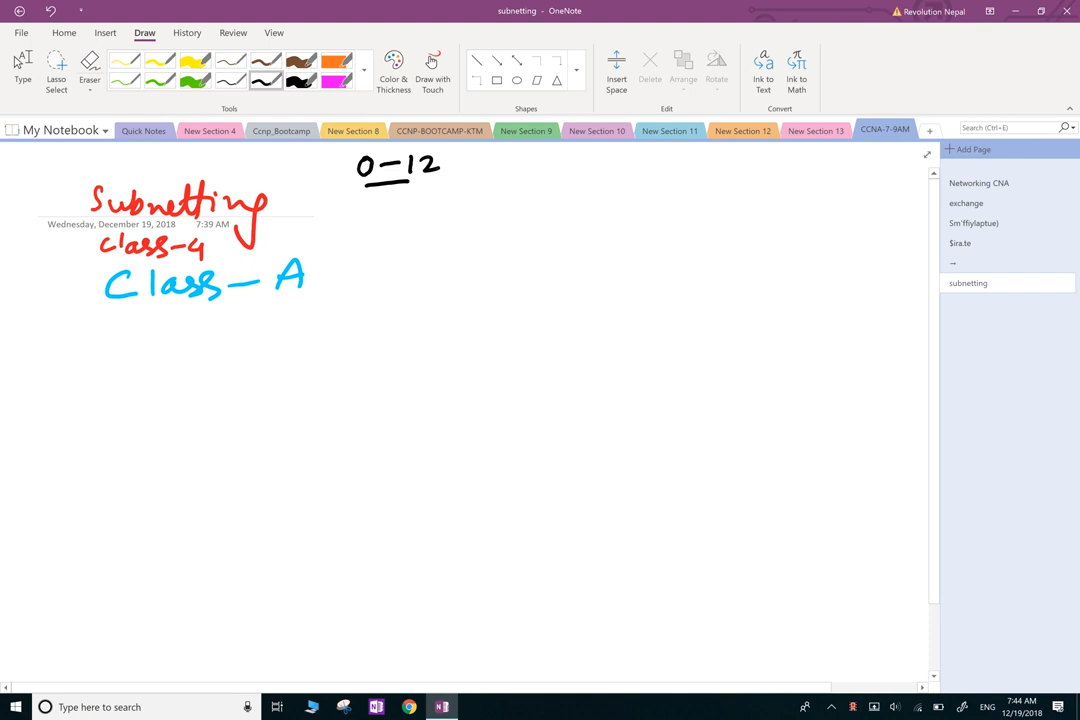 subnetting - OneNote
Revolution Nepal
File Home Insert Draw History Review View
Type
Lasso Select
Eraser
Color & Thickness
Draw with Touch
Insert Space
Delete
Arrange
Rotate
Ink to Text
Ink to Math
Tools
Shapes
Edit
Convert
My Notebook
Quick Notes
New Section 4
Ccnp_Bootcamp
New Section 8
CCNP-BOOTCAMP-KTM
New Section 9
New Section 10
New Section 11
New Section 12
New Section 13
CCNA-7-9AM
Search (Ctrl+E)
Add Page
Networking CNA
exchange
Sm'ffiylaptue)
$ira.te
→
subnetting
0-12
Subnetting
Wednesday, December 19, 2018 7:39 AM
class-4
Class-A
Type here to search
ENG
7:44 AM
12/19/2018